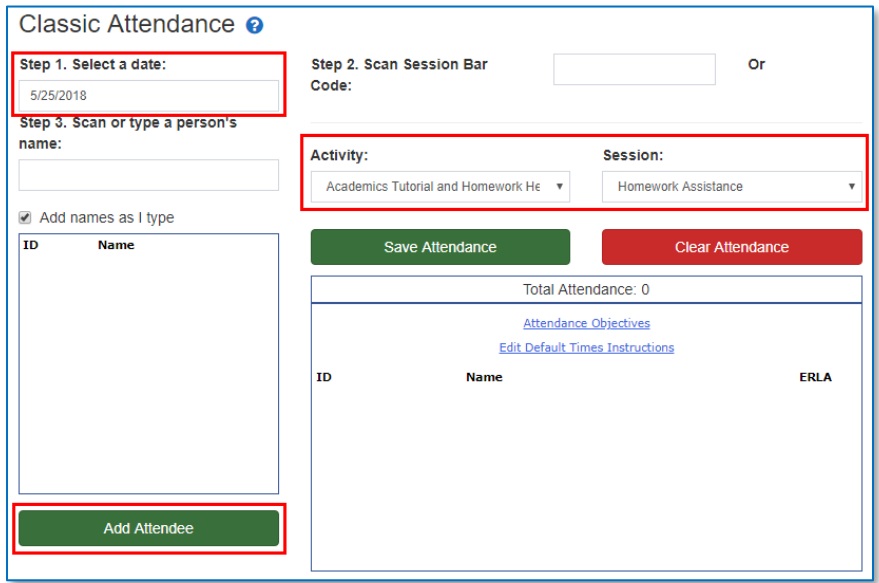 Classic Attendance ?
Step 1. Select a date:
5/25/2018
Step 2. Scan Session Bar
Code:
Or
Step 3. Scan or type a person's
name:
Add names as I type
ID Name
Add Attendee
Activity: Session:
Academics Tutorial and Homework He Homework Assistance
Save Attendance Clear Attendance
Total Attendance: 0
Attendance Objectives
Edit Default Times Instructions
ID Name ERLA